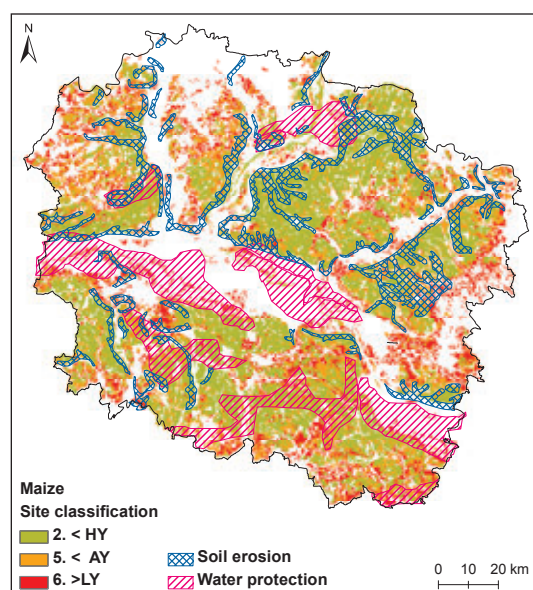 N
Maize
Site classification
2. < HY
5. < AY
6. >LY
Soil erosion
Water protection
0 10 20 km